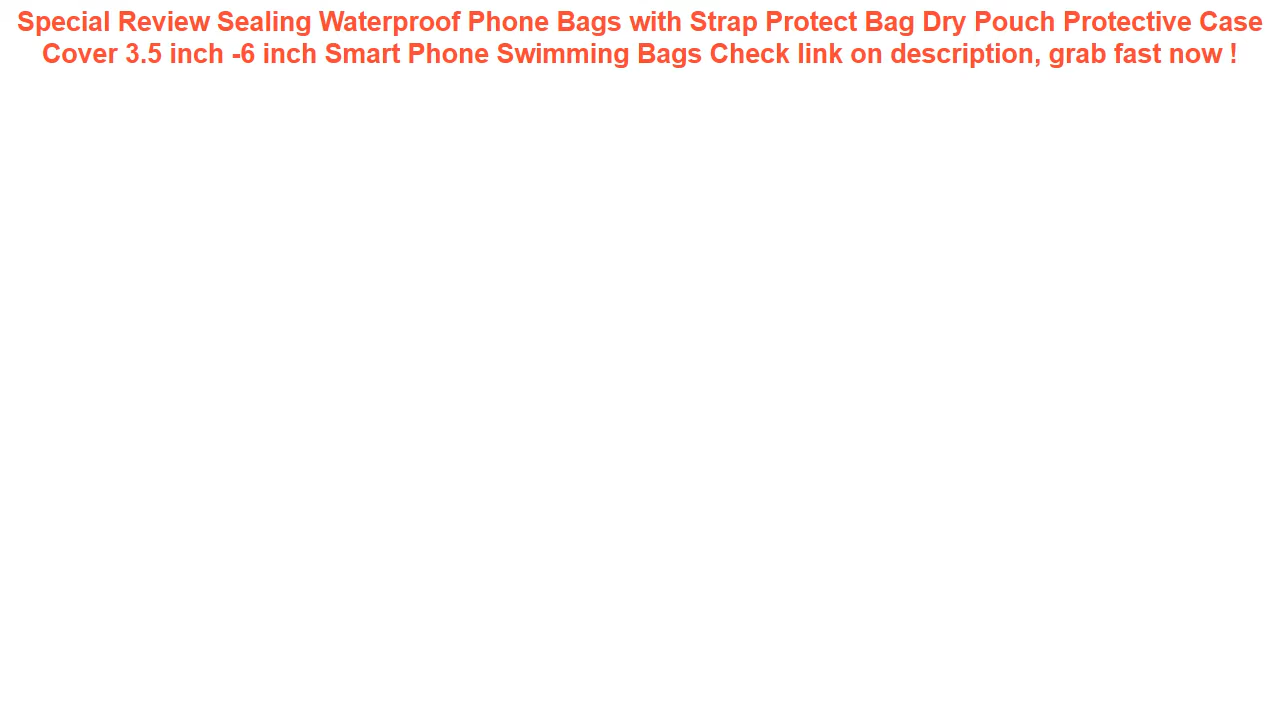 Special Review Sealing Waterproof Phone Bags with Strap Protect Bag Dry Pouch Protective Case
Cover 3.5 inch -6 inch Smart Phone Swimming Bags Check link on description, grab fast now !